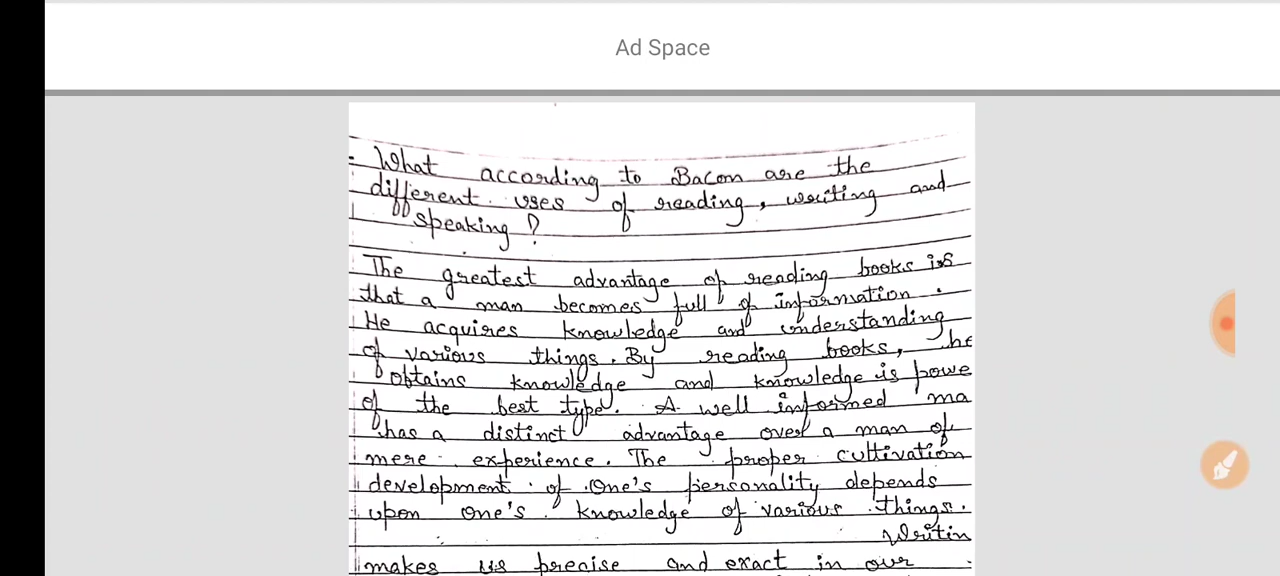 Ad Space
- What according to Bacon are the
different uses of reading, writing and
speaking?
The greatest advantage of reading books is
that a man becomes full of information.
He acquires knowledge and understanding
of various things. By reading books, he
obtains knowledge and knowledge is powe
of the best type. A well informed ma
has a distinct advantage over a man of
mere experience. The proper cultivation
development of one's personality depends
upon one's knowledge of various things.
Writin
makes us precise and exact in our